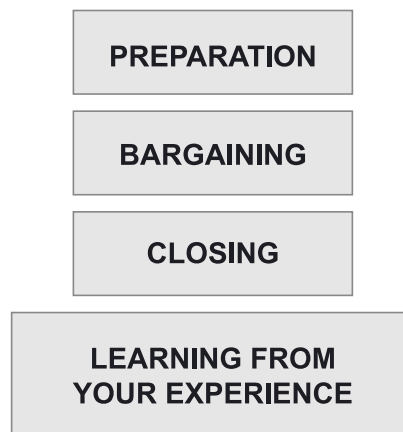 PREPARATION
BARGAINING
CLOSING
LEARNING FROM
YOUR EXPERIENCE